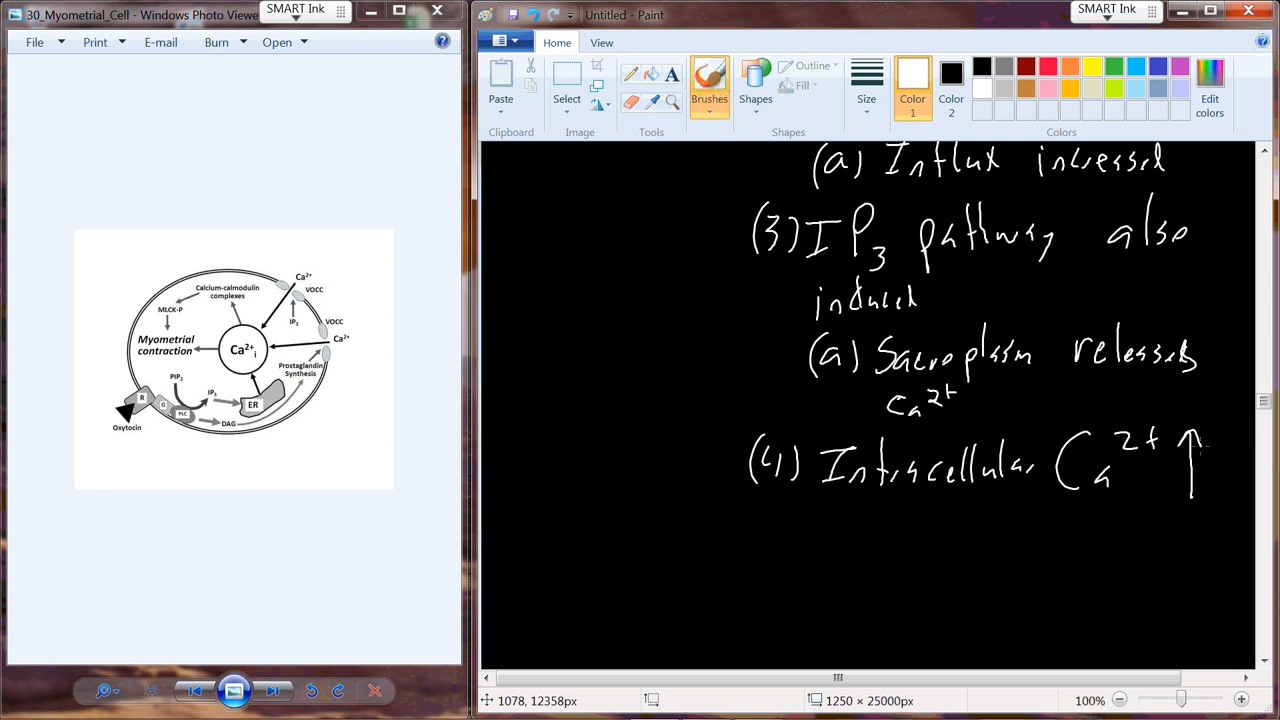 30_Myometrial_Cell - Windows Photo Viewe
SMART Ink
File Print E-mail Burn Open
Ca2+
Calcium-calmodulin
complexes
VOCC
MLCK-P
IP3
VOCC
Myometrial
contraction
Ca2+i
Ca2+
Prostaglandin
Synthesis
PIP2
IP3
R
G
PLC
ER
Oxytocin
DAG
Untitled - Paint
SMART Ink
Home View
Paste
Select
Brushes
Shapes
Outline
Fill
Size
Color
1
Color
2
Edit
colors
Clipboard Image Tools Shapes Colors
(a) Influx increased
(3) IP3 pathway also
induced
(a) Sacroplasm releases
Ca2+
(4) Intracellular Ca2+ ↑
1078, 12358px
1250 × 25000px
100%